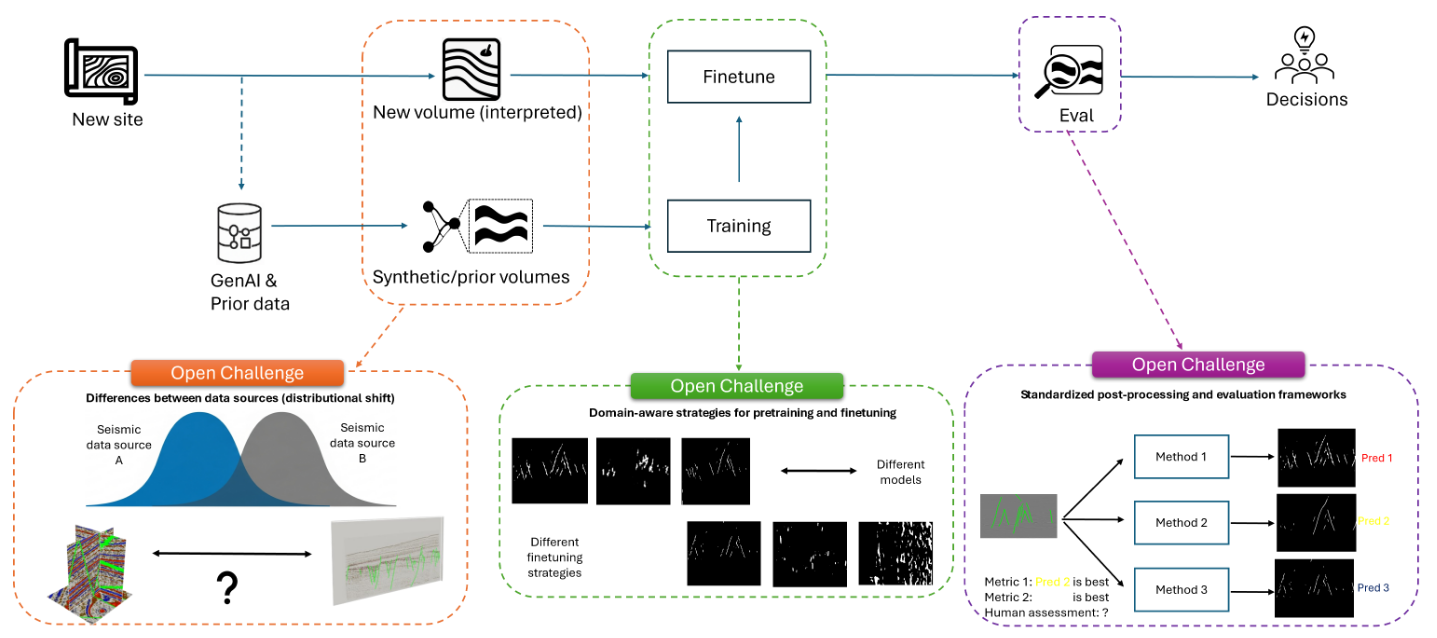 New site
New volume (interpreted)
Finetune
Eval
Decisions
GenAI &
Prior data
Synthetic/prior volumes
Training
Open Challenge
Differences between data sources (distributional shift)
Seismic
data source
A
Seismic
data source
B
?
Open Challenge
Domain-aware strategies for pretraining and finetuning
Different
models
Different
finetuning
strategies
Open Challenge
Standardized post-processing and evaluation frameworks
Method 1
Pred 1
Method 2
Pred 2
Method 3
Pred 3
Metric 1: Pred 2 is best
Metric 2: is best
Human assessment: ?